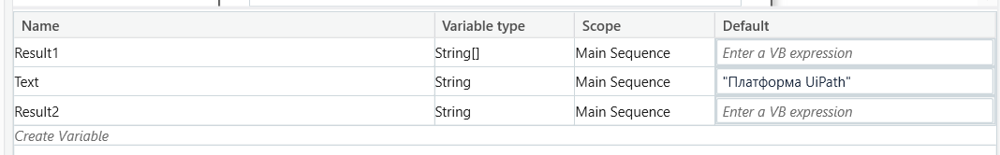 Name Variable type Scope Default
Result1 String[] Main Sequence Enter a VB expression
Text String Main Sequence "Платформа UiPath"
Result2 String Main Sequence Enter a VB expression
Create Variable